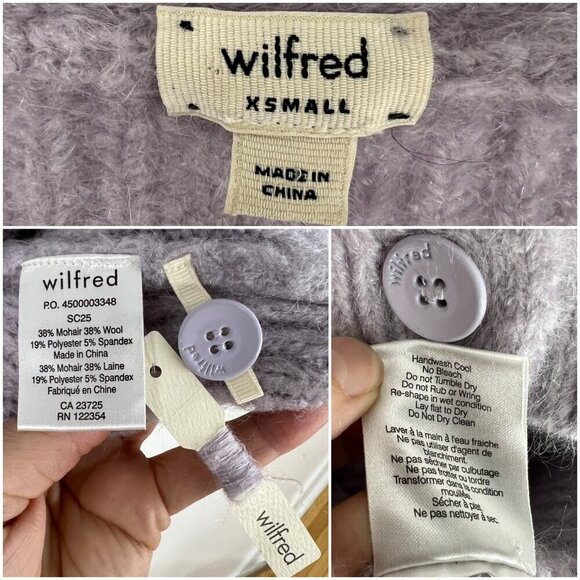 wilfred
XSMALL
MADE IN
CHINA
wilfred
P.O. 4500003348
SC25
38% Mohair 38% Wool
19% Polyester 5% Spandex
Made in China
38% Mohair 38% Laine
19% Polyester 5% Spandex
Fabriqué en Chine
CA 23725
RN 122354
wilfred
wilfred
wilfred
Handwash Cool
No Bleach
Do not Tumble Dry
Do not Rub or Wring
Re-shape in wet condition
Lay flat to Dry
Do not Dry Clean
Laver à la main à l'eau fraiche
Ne pas utiliser d'agent de
blanchiment.
Ne pas sécher par culbutage.
Ne pas frotter ou tordre
Transformer dans la condition
mouillée.
Sécher à plat.
Ne pas nettoyer à sec.